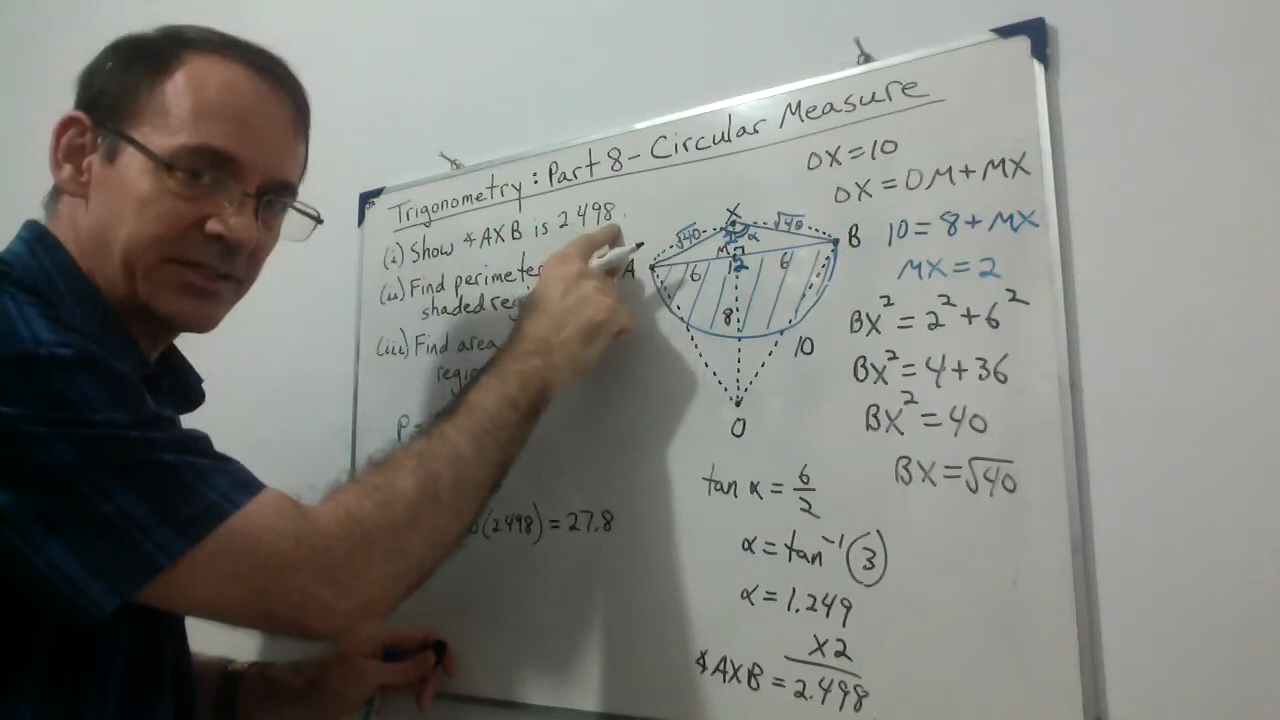 Trigonometry: Part 8 - Circular Measure
(i) Show ∡AXB is 2.498.
(ii) Find perimeter
shaded
(iii) Find area
P =
(2.498) = 27.8
X
√40
√40
α
A
M
B
6
12
6
8
10
O
OX = 10
OX = OM + MX
10 = 8 + MX
MX = 2
BX² = 2² + 6²
BX² = 4 + 36
BX² = 40
BX = √40
tan α = 6/2
α = tan⁻¹(3)
α = 1.249
x2
∡AXB = 2.498